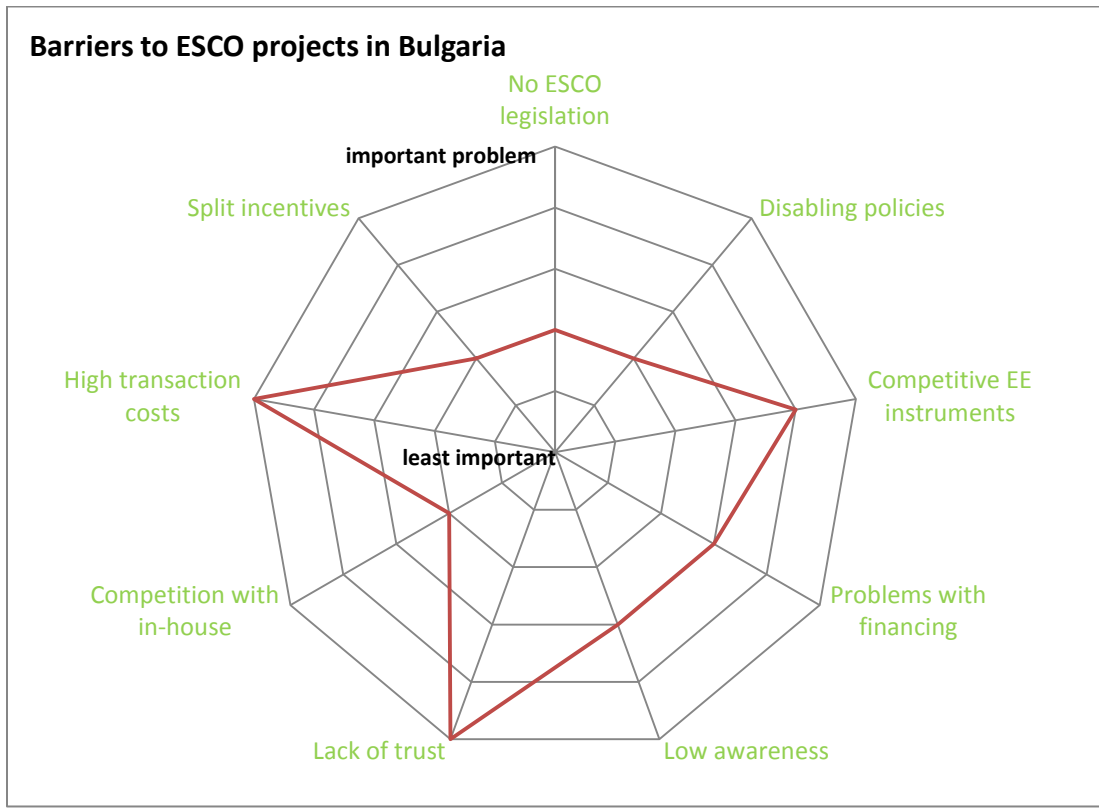 Barriers to ESCO projects in Bulgaria
No ESCO
legislation
important problem
Split incentives
Disabling policies
High transaction
costs
Competitive EE
instruments
least important
Competition with
in-house
Problems with
financing
Lack of trust
Low awareness